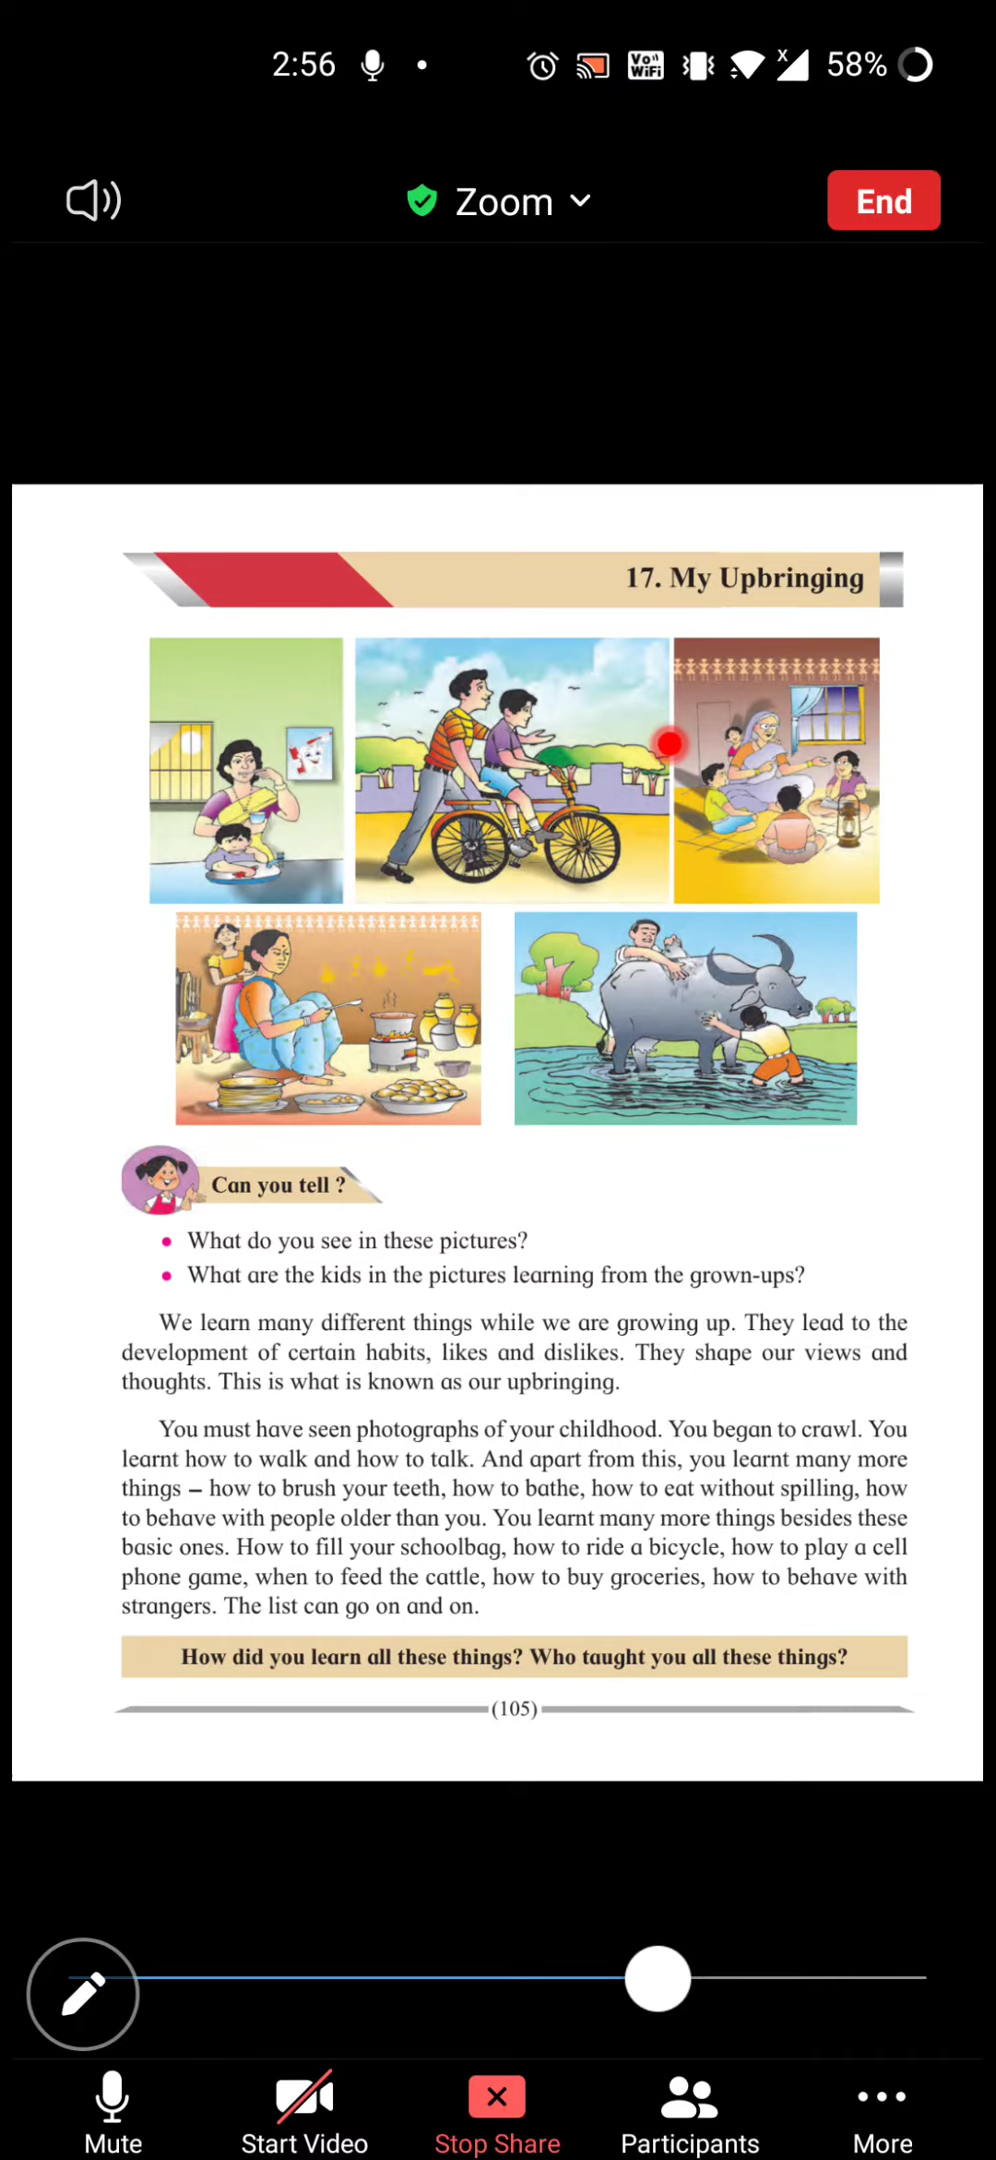 2:56
Vo
WiFi
X
58%
Zoom
End
17. My Upbringing
Can you tell ?
• What do you see in these pictures?
• What are the kids in the pictures learning from the grown-ups?
We learn many different things while we are growing up. They lead to the
development of certain habits, likes and dislikes. They shape our views and
thoughts. This is what is known as our upbringing.
You must have seen photographs of your childhood. You began to crawl. You
learnt how to walk and how to talk. And apart from this, you learnt many more
things – how to brush your teeth, how to bathe, how to eat without spilling, how
to behave with people older than you. You learnt many more things besides these
basic ones. How to fill your schoolbag, how to ride a bicycle, how to play a cell
phone game, when to feed the cattle, how to buy groceries, how to behave with
strangers. The list can go on and on.
How did you learn all these things? Who taught you all these things?
(105)
Mute
Start Video
Stop Share
Participants
More